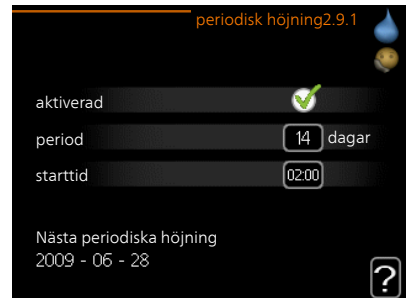 periodisk höjning2.9.1
aktiverad
period 14 dagar
starttid 02:00
Nästa periodiska höjning
2009 - 06 - 28
?